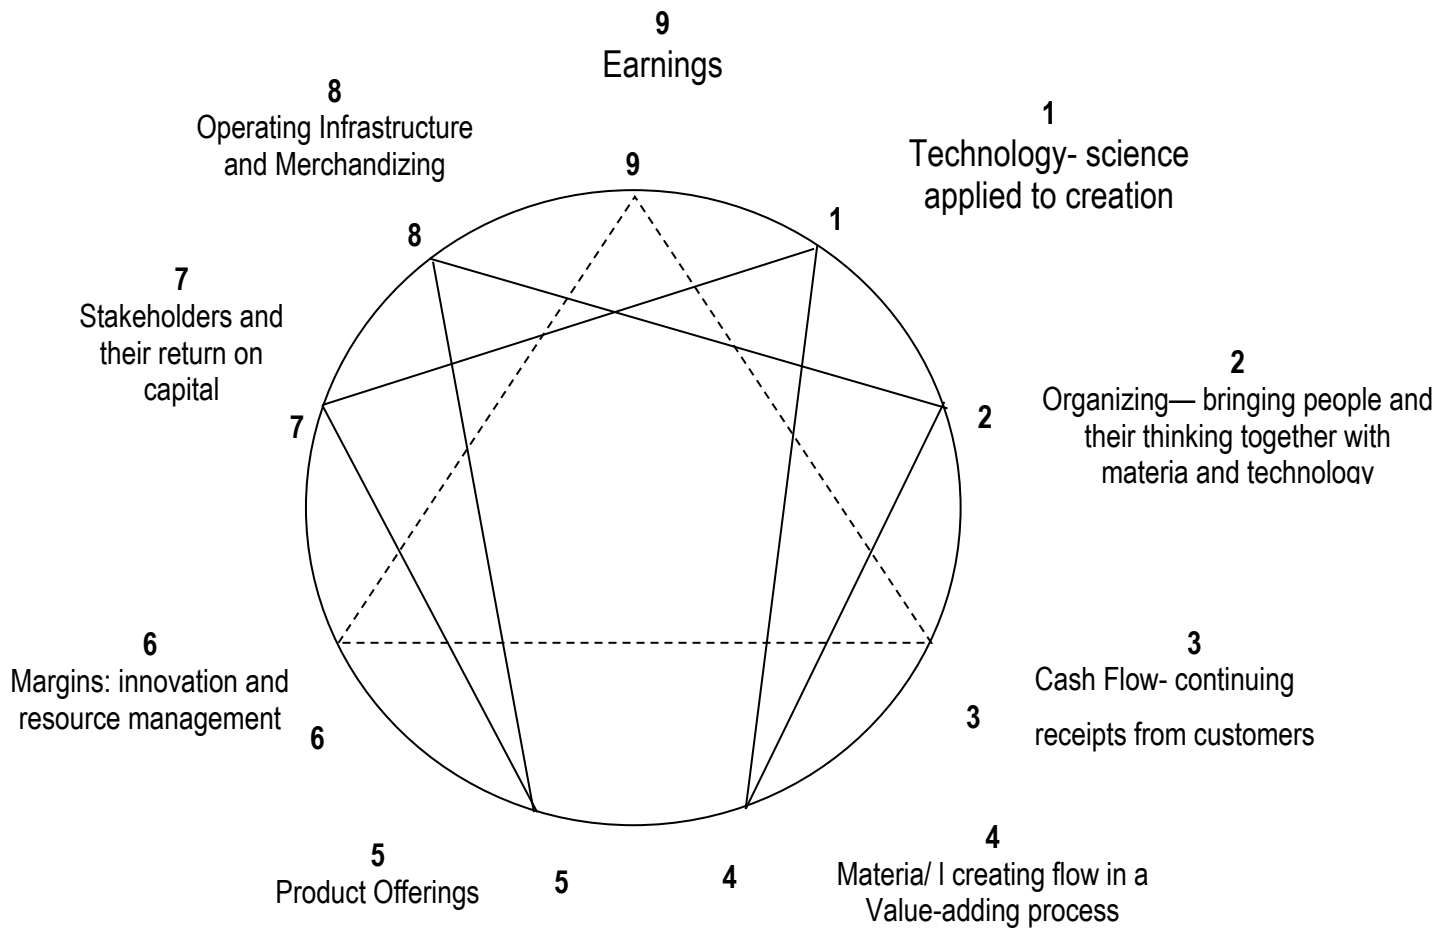 9
Earnings
8
Operating Infrastructure
and Merchandizing
1
Technology- science
applied to creation
9
8
1
7
Stakeholders and
their return on
capital
7
2
Organizing— bringing people and
their thinking together with
materia and technology
2
6
Margins: innovation and
resource management
6
3
Cash Flow- continuing
receipts from customers
3
5
Product Offerings
5
4
4
Materia/ l creating flow in a
Value-adding process